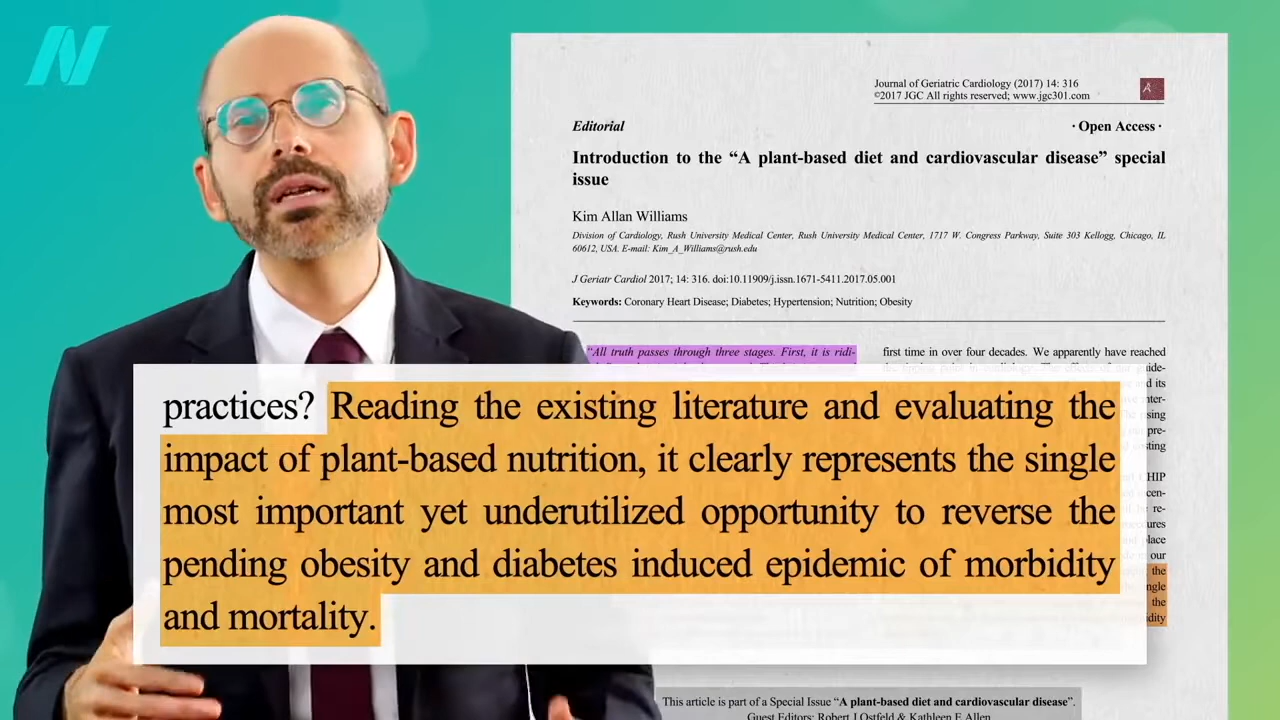 Journal of Geriatric Cardiology (2017) 14: 316
©2017 JGC All rights reserved; www.jgc301.com
Editorial
· Open Access ·
Introduction to the “A plant-based diet and cardiovascular disease” special
issue
Kim Allan Williams
Division of Cardiology, Rush University Medical Center, Rush University Medical Center, 1717 W. Congress Parkway, Suite 303 Kellogg, Chicago, IL
60612, USA. E-mail: Kim_A_Williams@rush.edu
J Geriatr Cardiol 2017; 14: 316. doi:10.11909/j.issn.1671-5411.2017.05.001
Keywords: Coronary Heart Disease; Diabetes; Hypertension; Nutrition; Obesity
“All truth passes through three stages. First, it is ridi-
first time in over four decades. We apparently have reached
practices? Reading the existing literature and evaluating the
impact of plant-based nutrition, it clearly represents the single
most important yet underutilized opportunity to reverse the
pending obesity and diabetes induced epidemic of morbidity
and mortality.
This article is part of a Special Issue “A plant-based diet and cardiovascular disease”.
Guest Editors: Robert J Ostfeld & Kathleen E Allen